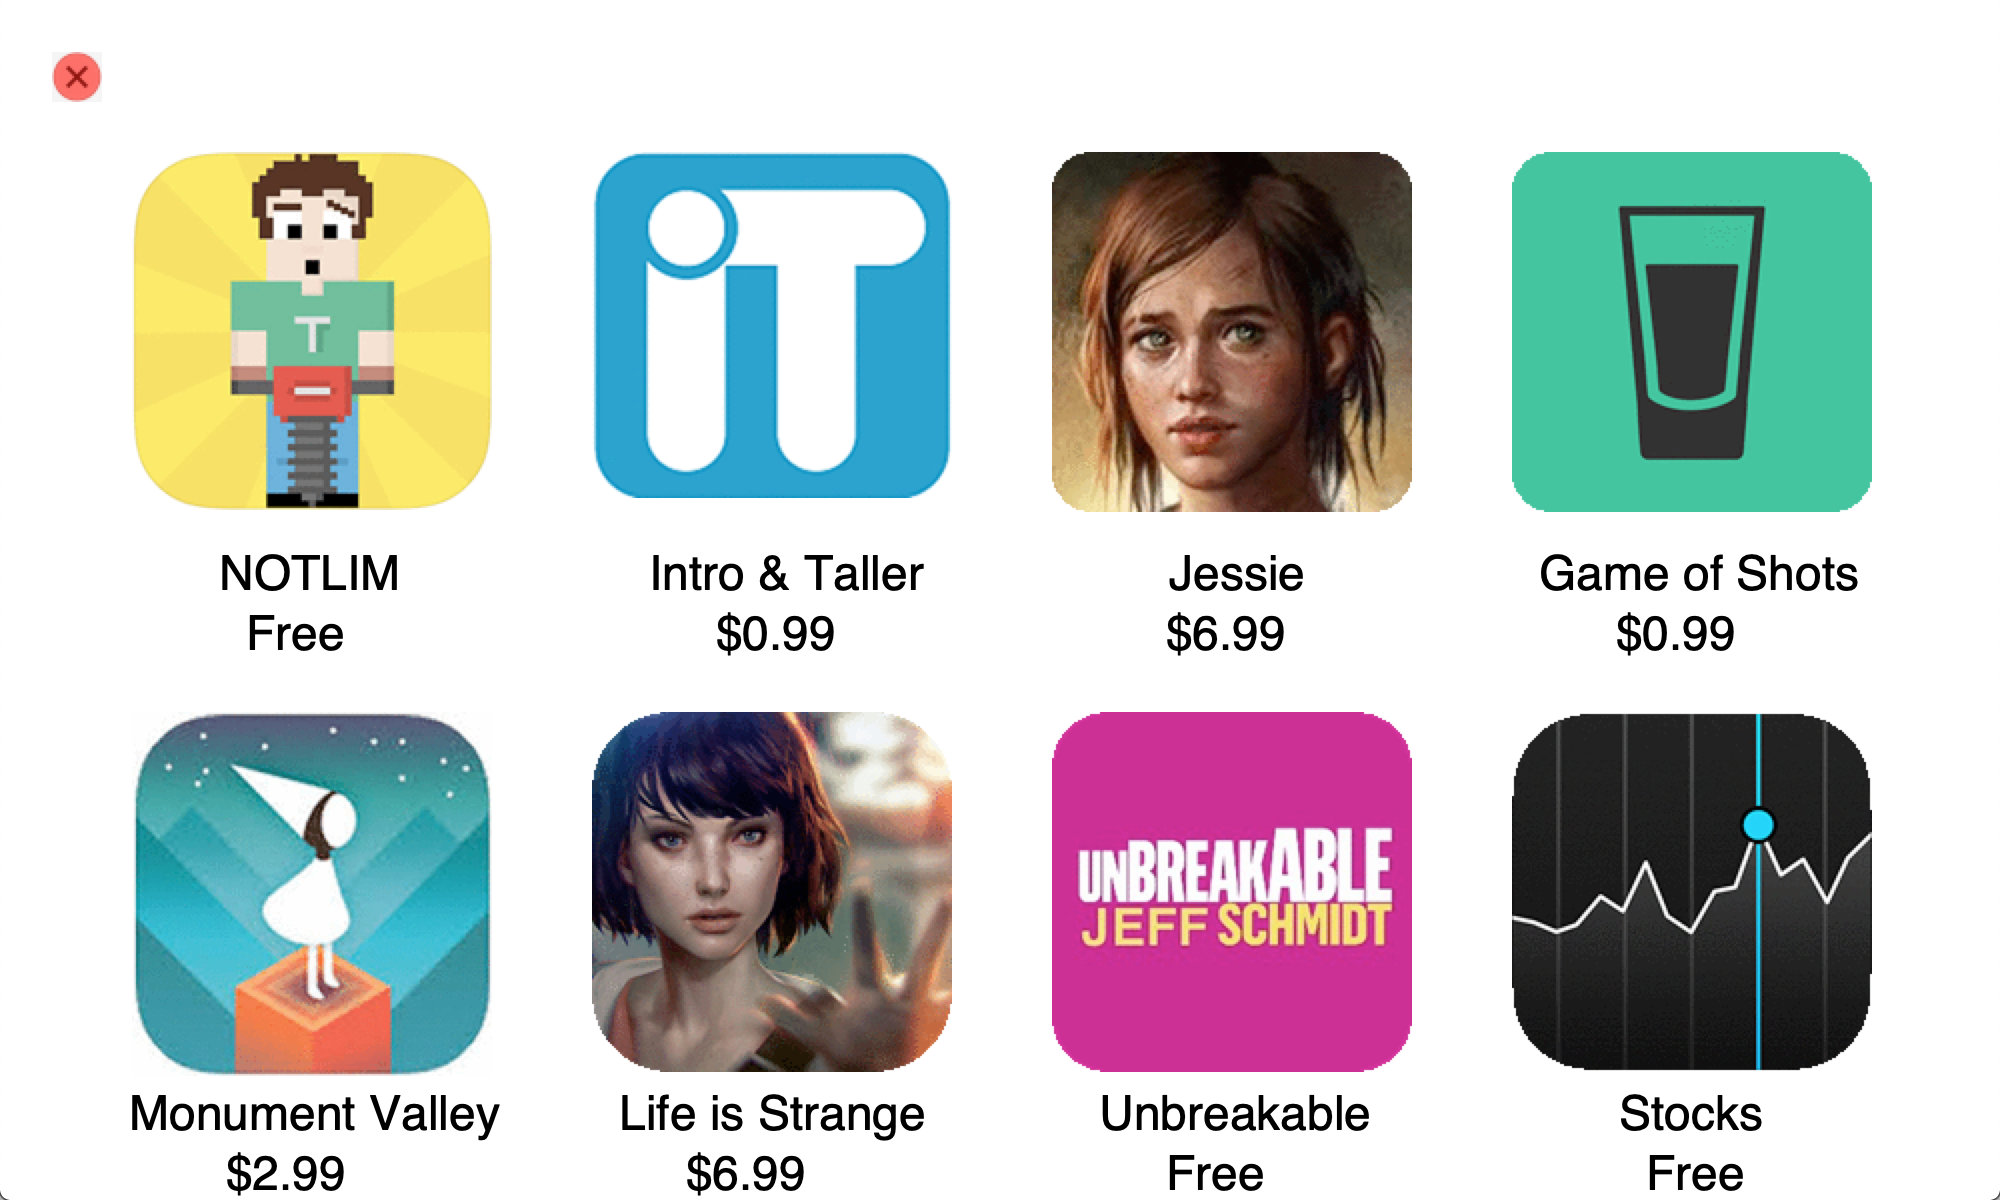 T
iT
NOTLIM
Intro & Taller
Jessie
Game of Shots
Free
$0.99
$6.99
$0.99
UNBREAKABLE
JEFF SCHMIDT
Monument Valley
Life is Strange
Unbreakable
Stocks
$2.99
$6.99
Free
Free